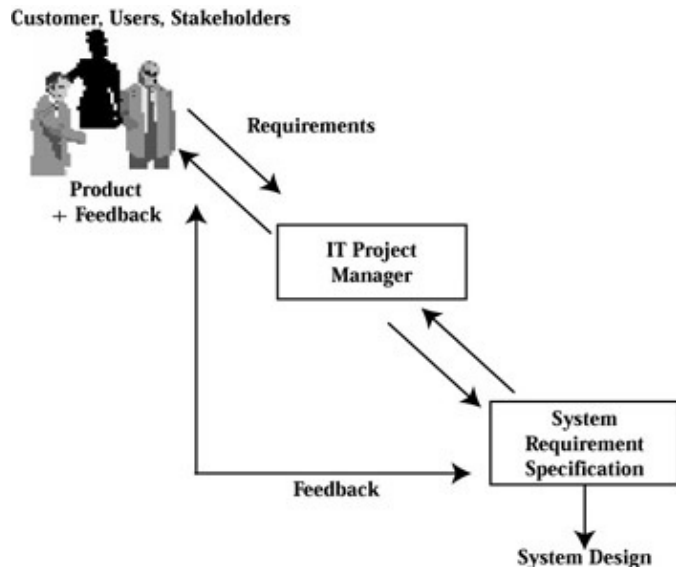 Customer, Users, Stakeholders
Requirements
Product
+ Feedback
IT Project
Manager
System
Requirement
Specification
Feedback
System Design